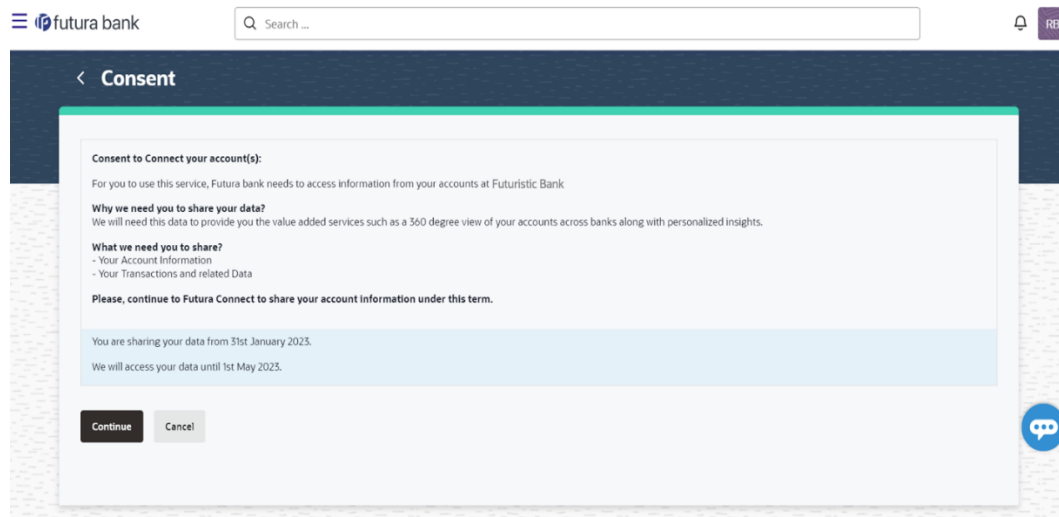 futura bank
Search ...
RB
Consent
Consent to Connect your account(s):
For you to use this service, Futura bank needs to access information from your accounts at Futuristic Bank
Why we need you to share your data?
We will need this data to provide you the value added services such as a 360 degree view of your accounts across banks along with personalized insights.
What we need you to share?
- Your Account Information
- Your Transactions and related Data
Please, continue to Futura Connect to share your account information under this term.
You are sharing your data from 31st January 2023.
We will access your data until 1st May 2023.
Continue
Cancel